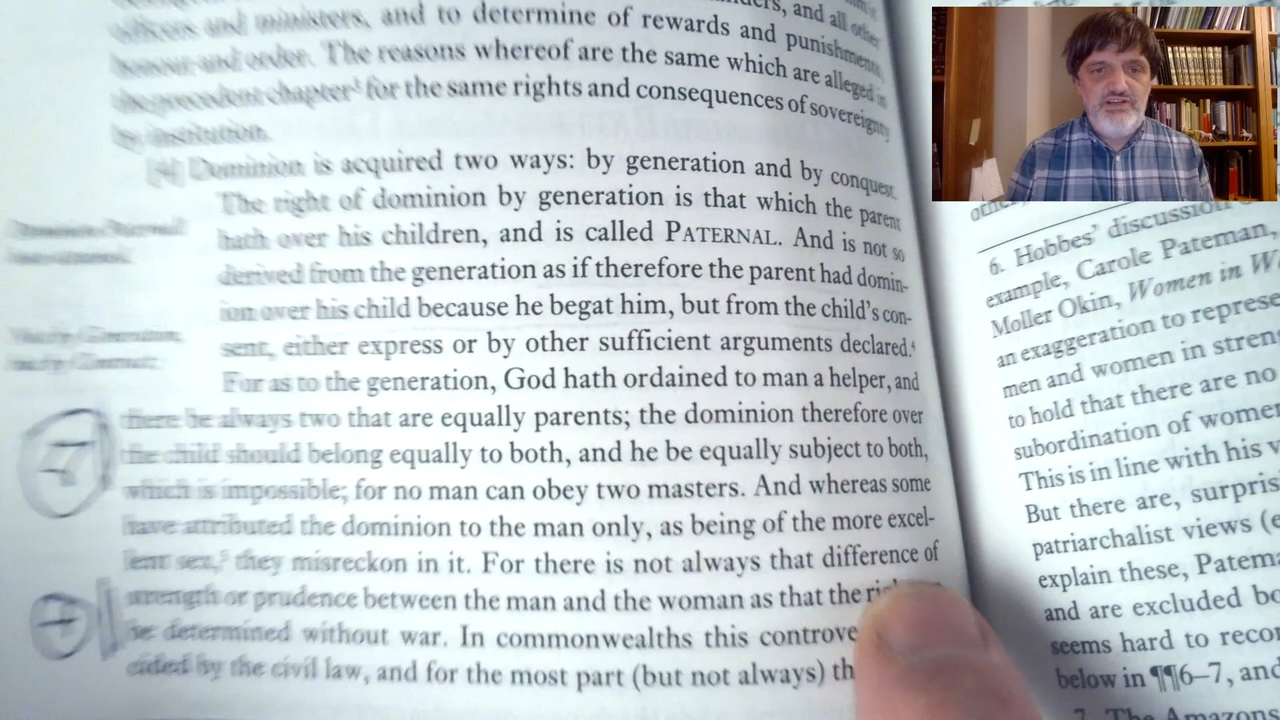 officers and ministers, and to determine of rewards and punishments,
honour and order. The reasons whereof are the same which are alleged in
the precedent chapter³ for the same rights and consequences of sovereignty
by institution.
[4] Dominion is acquired two ways: by generation and by conquest.
The right of dominion by generation is that which the parent
hath over his children, and is called PATERNAL. And is not so
derived from the generation as if therefore the parent had domin-
ion over his child because he begat him, but from the child's con-
sent, either express or by other sufficient arguments declared.⁴
For as to the generation, God hath ordained to man a helper, and
there be always two that are equally parents; the dominion therefore over
the child should belong equally to both, and he be equally subject to both,
which is impossible; for no man can obey two masters. And whereas some
have attributed the dominion to the man only, as being of the more excel-
lent sex,⁵ they misreckon in it. For there is not always that difference of
strength or prudence between the man and the woman as that the
be determined without war. In commonwealths this
cided by the civil law, and for the most part (but not always)
6. Hobbes' discussion
example, Carole Pateman,
Moller Okin, Women in
an exaggeration to
men and women in
to hold that there are no
subordination of women
This is in line with his
But there are,
patriarchalist views
explain these,
and are excluded
seems hard to
below in ¶¶6–7, and
7. The Amazons